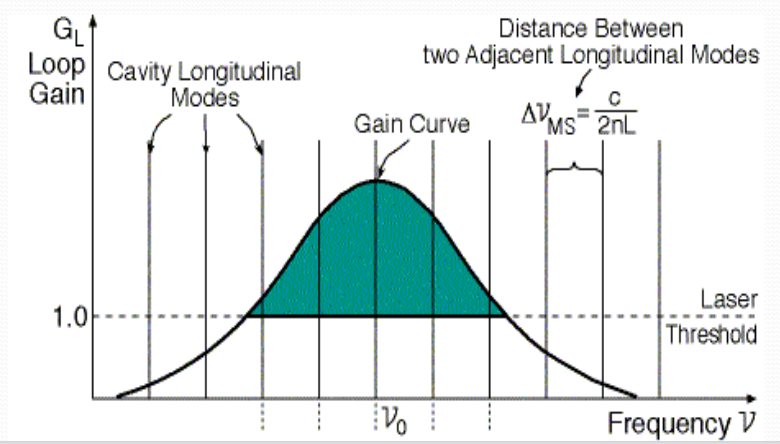 G_L
Loop
Gain
Cavity Longitudinal
Modes
Gain Curve
Distance Between
two Adjacent Longitudinal Modes
Δν_MS = c/2nL
1.0
Laser
Threshold
ν₀
Frequency ν